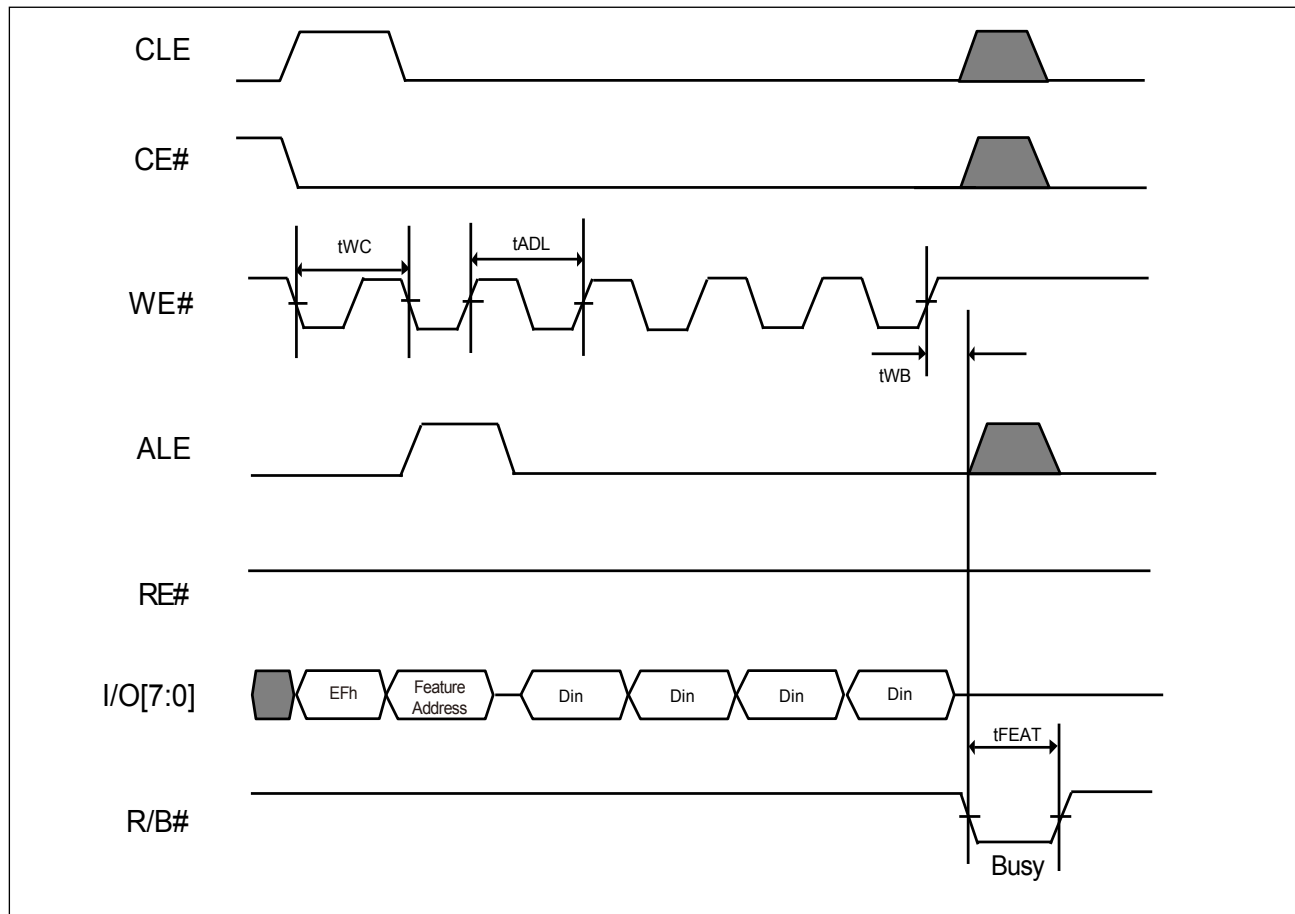 CLE
CE#
tWC
tADL
WE#
tWB
ALE
RE#
I/O[7:0]
EFh
Feature
Address
Din
Din
Din
Din
tFEAT
R/B#
Busy